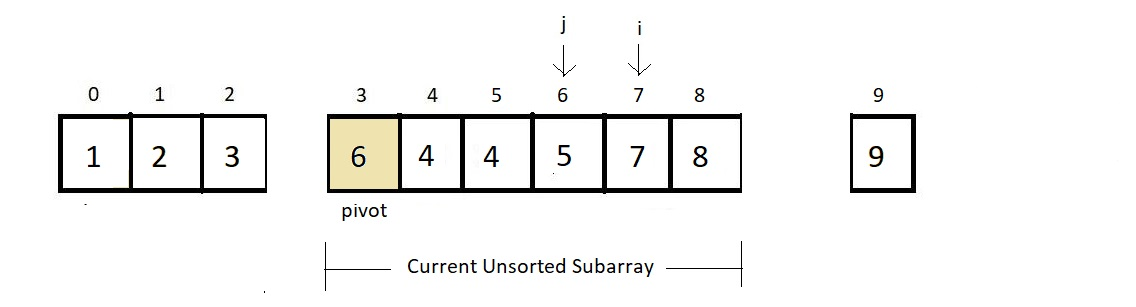 j i
0 1 2 3 4 5 6 7 8 9
1 2 3 6 4 4 5 7 8 9
pivot
Current Unsorted Subarray